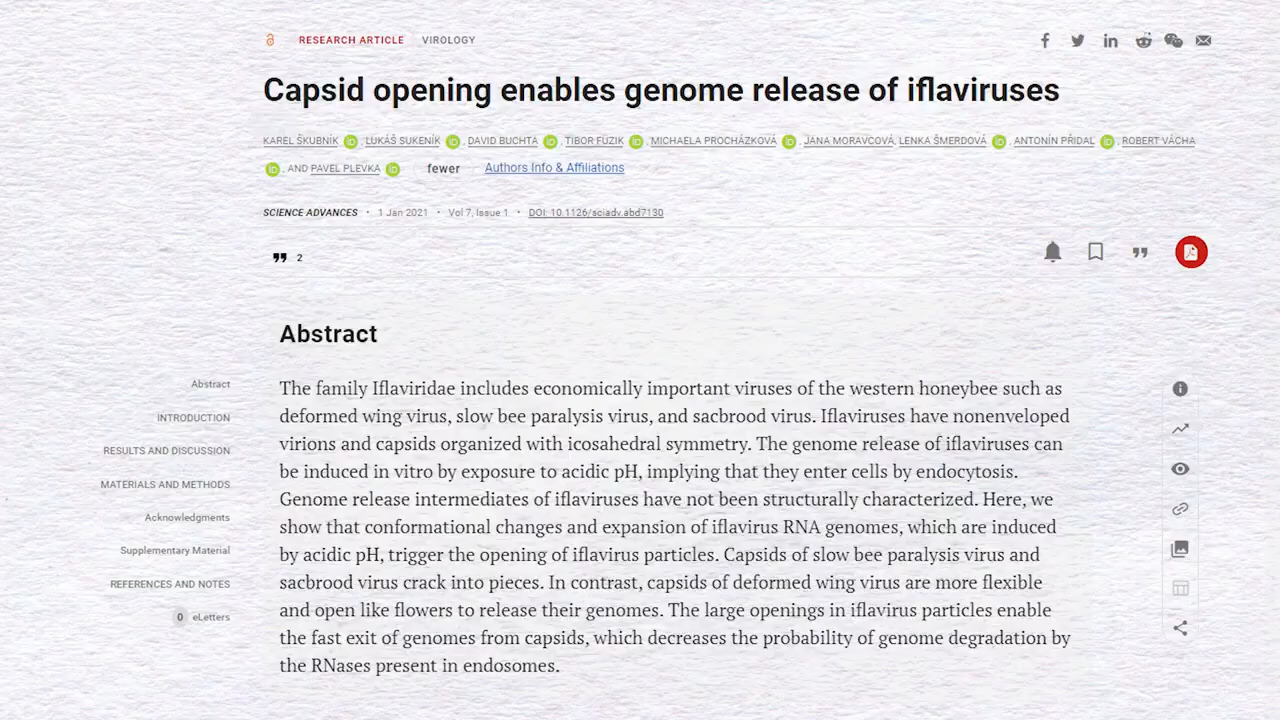 RESEARCH ARTICLE VIROLOGY
Capsid opening enables genome release of iflaviruses
KAREL ŠKUBNÍK, LUKÁŠ SUKENÍK, DAVID BUCHTA, TIBOR FÜZIK, MICHAELA PROCHÁZKOVÁ, JANA MORAVCOVÁ, LENKA ŠMERDOVÁ, ANTONÍN PŘIDAL, ROBERT VÁCHA
, AND PAVEL PLEVKA fewer Authors Info & Affiliations
SCIENCE ADVANCES • 1 Jan 2021 • Vol 7, Issue 1 • DOI: 10.1126/sciadv.abd7130
2
Abstract
The family Iflaviridae includes economically important viruses of the western honeybee such as
deformed wing virus, slow bee paralysis virus, and sacbrood virus. Iflaviruses have nonenveloped
virions and capsids organized with icosahedral symmetry. The genome release of iflaviruses can
be induced in vitro by exposure to acidic pH, implying that they enter cells by endocytosis.
Genome release intermediates of iflaviruses have not been structurally characterized. Here, we
show that conformational changes and expansion of iflavirus RNA genomes, which are induced
by acidic pH, trigger the opening of iflavirus particles. Capsids of slow bee paralysis virus and
sacbrood virus crack into pieces. In contrast, capsids of deformed wing virus are more flexible
and open like flowers to release their genomes. The large openings in iflavirus particles enable
the fast exit of genomes from capsids, which decreases the probability of genome degradation by
the RNases present in endosomes.
Abstract
INTRODUCTION
RESULTS AND DISCUSSION
MATERIALS AND METHODS
Acknowledgments
Supplementary Material
REFERENCES AND NOTES
0 eLetters